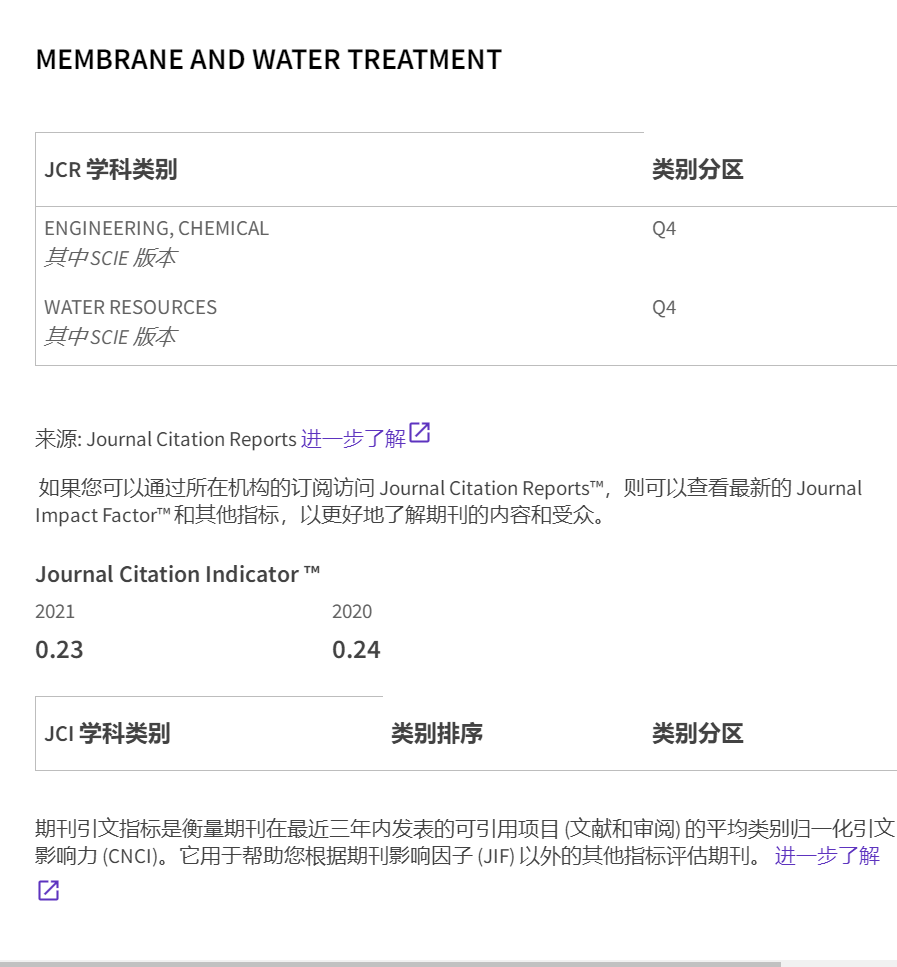 MEMBRANE AND WATER TREATMENT
JCR 学科类别 类别分区
ENGINEERING, CHEMICAL Q4
其中 SCIE 版本
WATER RESOURCES Q4
其中 SCIE 版本
来源: Journal Citation Reports 进一步了解
如果您可以通过所在机构的订阅访问 Journal Citation Reports™，则可以查看最新的 Journal
Impact Factor™ 和其他指标，以更好地了解期刊的内容和受众。
Journal Citation Indicator ™
2021 2020
0.23 0.24
JCI 学科类别 类别排序 类别分区
期刊引文指标是衡量期刊在最近三年内发表的可引用项目 (文献和审阅) 的平均类别归一化引文
影响力 (CNCI)。它用于帮助您根据期刊影响因子 (JIF) 以外的其他指标评估期刊。 进一步了解